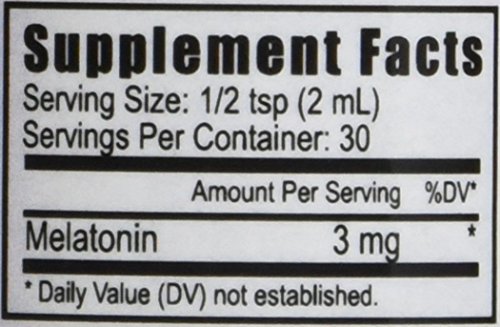 Supplement Facts
Serving Size: 1/2 tsp (2 mL)
Servings Per Container: 30
Amount Per Serving %DV*
Melatonin 3 mg *
* Daily Value (DV) not established.